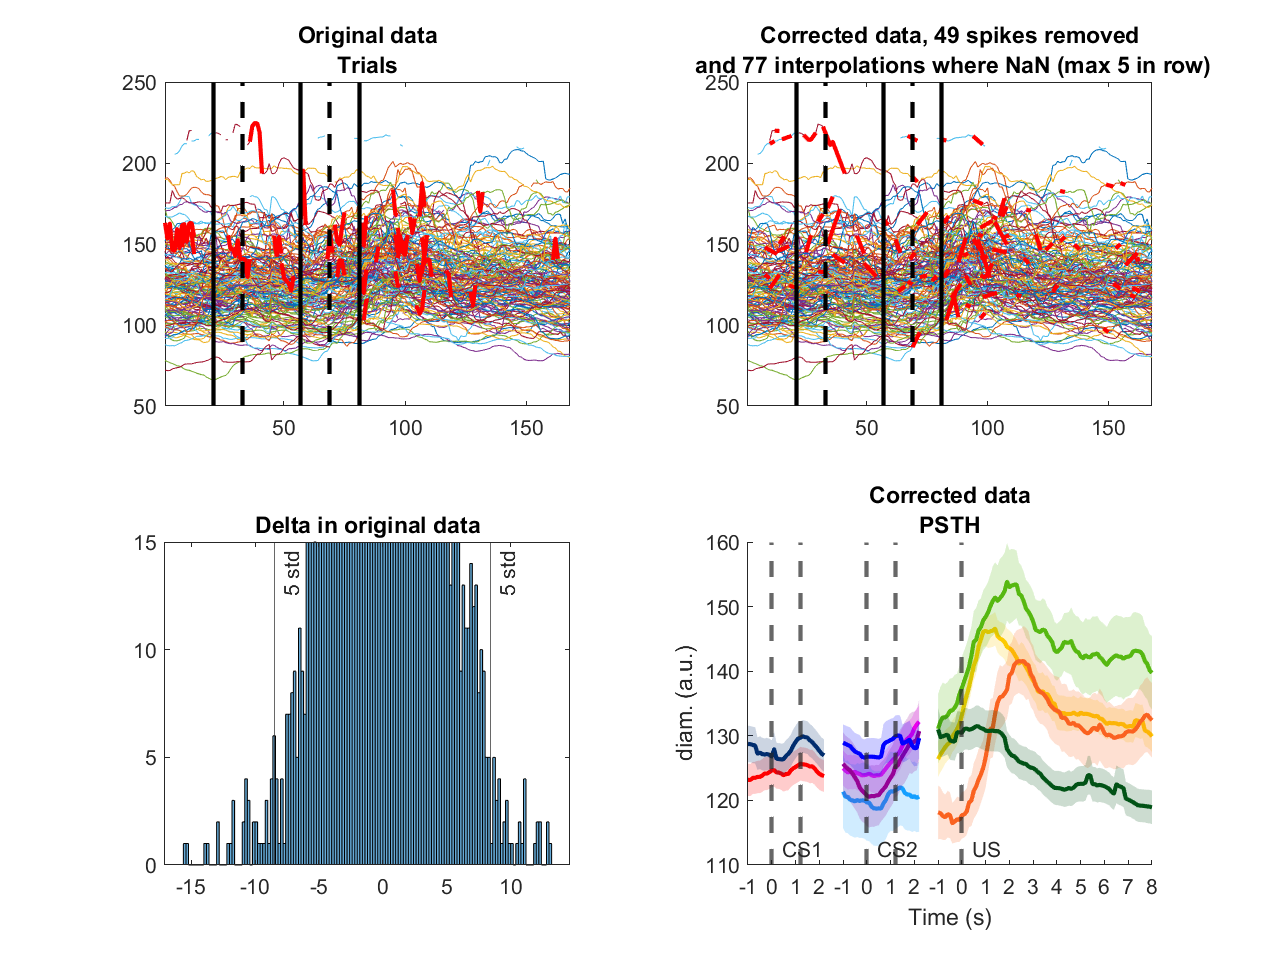 Original data
Trials
250
200
150
100
50
50
100
150
Corrected data, 49 spikes removed
and 77 interpolations where NaN (max 5 in row)
250
200
150
100
50
50
100
150
Delta in original data
15
10
5
0
5 std
5 std
-15
-10
-5
0
5
10
Corrected data
PSTH
diam. (a.u.)
160
150
140
130
120
110
CS1
CS2
US
-1 0 1 2 -1 0 1 2 -1 0 1 2 3 4 5 6 7 8
Time (s)